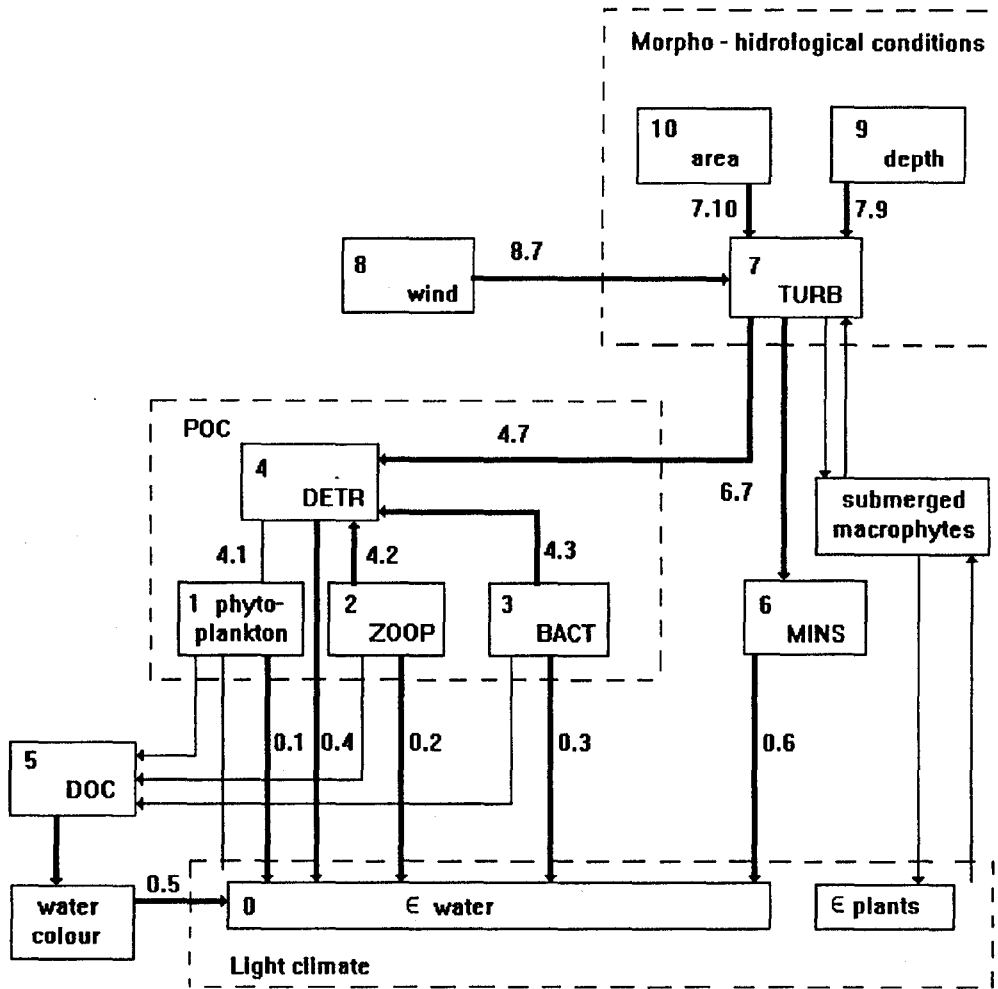 Morpho - hidrological conditions
10
area
9
depth
7.10
7.9
8
wind
8.7
7
TURB
POC
4.7
4
DETR
6.7
submerged
macrophytes
4.1
4.2
4.3
1 phyto-
plankton
2
ZOOP
3
BACT
6
MINS
5
DOC
0.1
0.4
0.2
0.3
0.6
water
colour
0.5
0
∈ water
∈ plants
Light climate